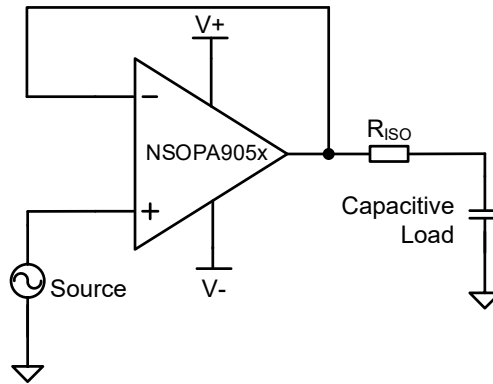 V+
−
NSOPA905x
RISO
+
Capacitive
Load
Source
V-